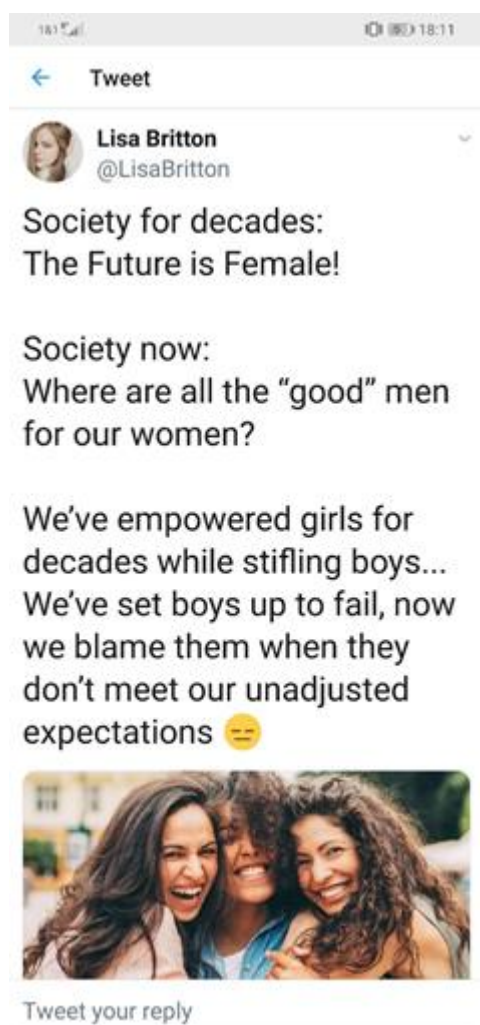 1&1
18:11
Tweet
Lisa Britton
@LisaBritton
Society for decades:
The Future is Female!
Society now:
Where are all the “good” men
for our women?
We’ve empowered girls for
decades while stifling boys...
We’ve set boys up to fail, now
we blame them when they
don’t meet our unadjusted
expectations 😑
Tweet your reply